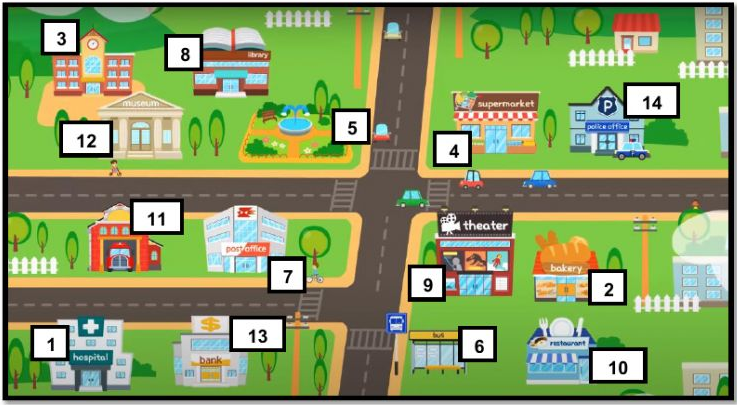 3
8
library
museum
12
5
supermarket
4
P
14
police office
11
post office
7
theater
9
bakery
2
1
hospital
$
bank
13
bus
6
restaurant
10